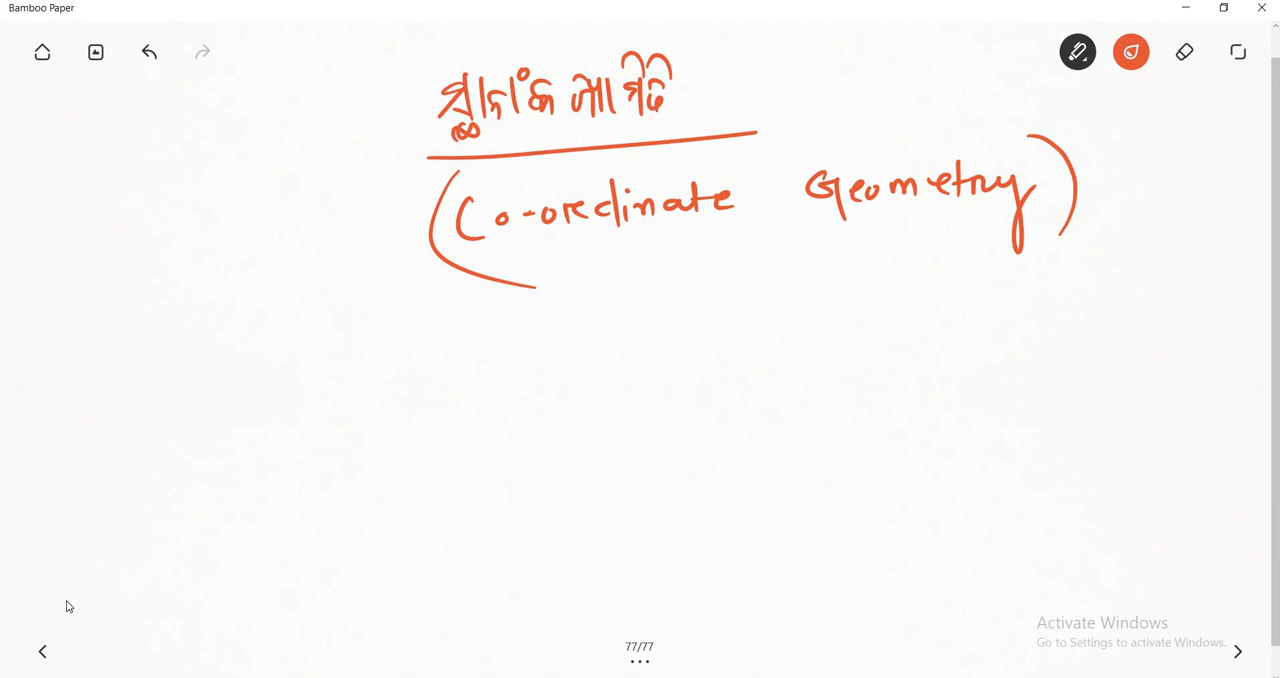 Bamboo Paper
ସ୍ଥାନାଂକ ଜ୍ୟାମିତି
(Co-ordinate Geometry)
77/77
Activate Windows
Go to Settings to activate Windows.